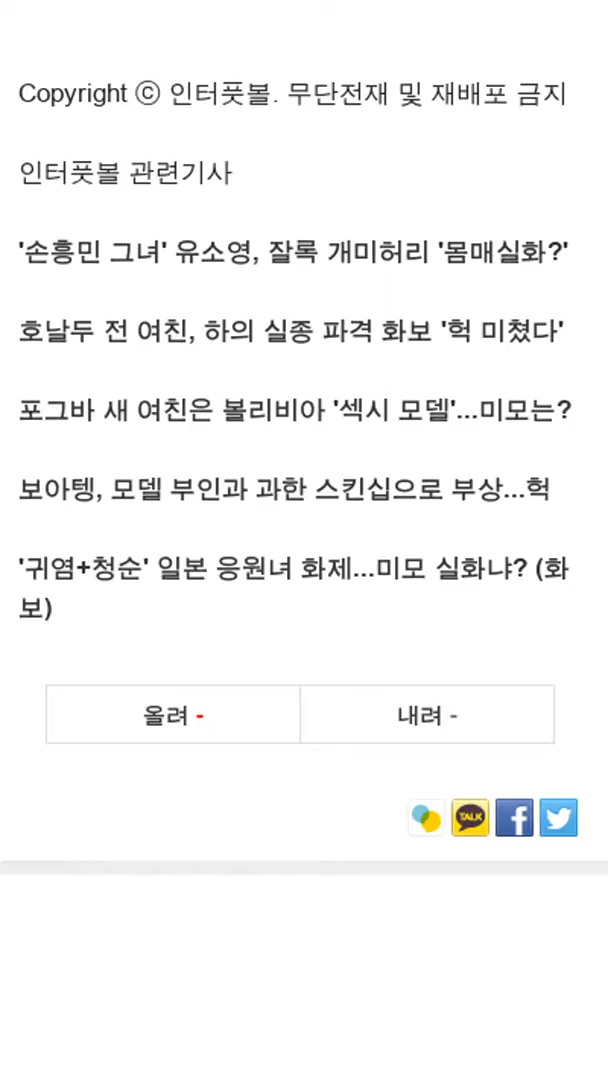 Copyright ⓒ 인터풋볼. 무단전재 및 재배포 금지
인터풋볼 관련기사
'손흥민 그녀' 유소영, 잘록 개미허리 '몸매실화?'
호날두 전 여친, 하의 실종 파격 화보 '헉 미쳤다'
포그바 새 여친은 볼리비아 '섹시 모델'...미모는?
보아텡, 모델 부인과 과한 스킨십으로 부상...헉
'귀염+청순' 일본 응원녀 화제...미모 실화냐? (화
보)
올려 -
내려 -
TALK
f